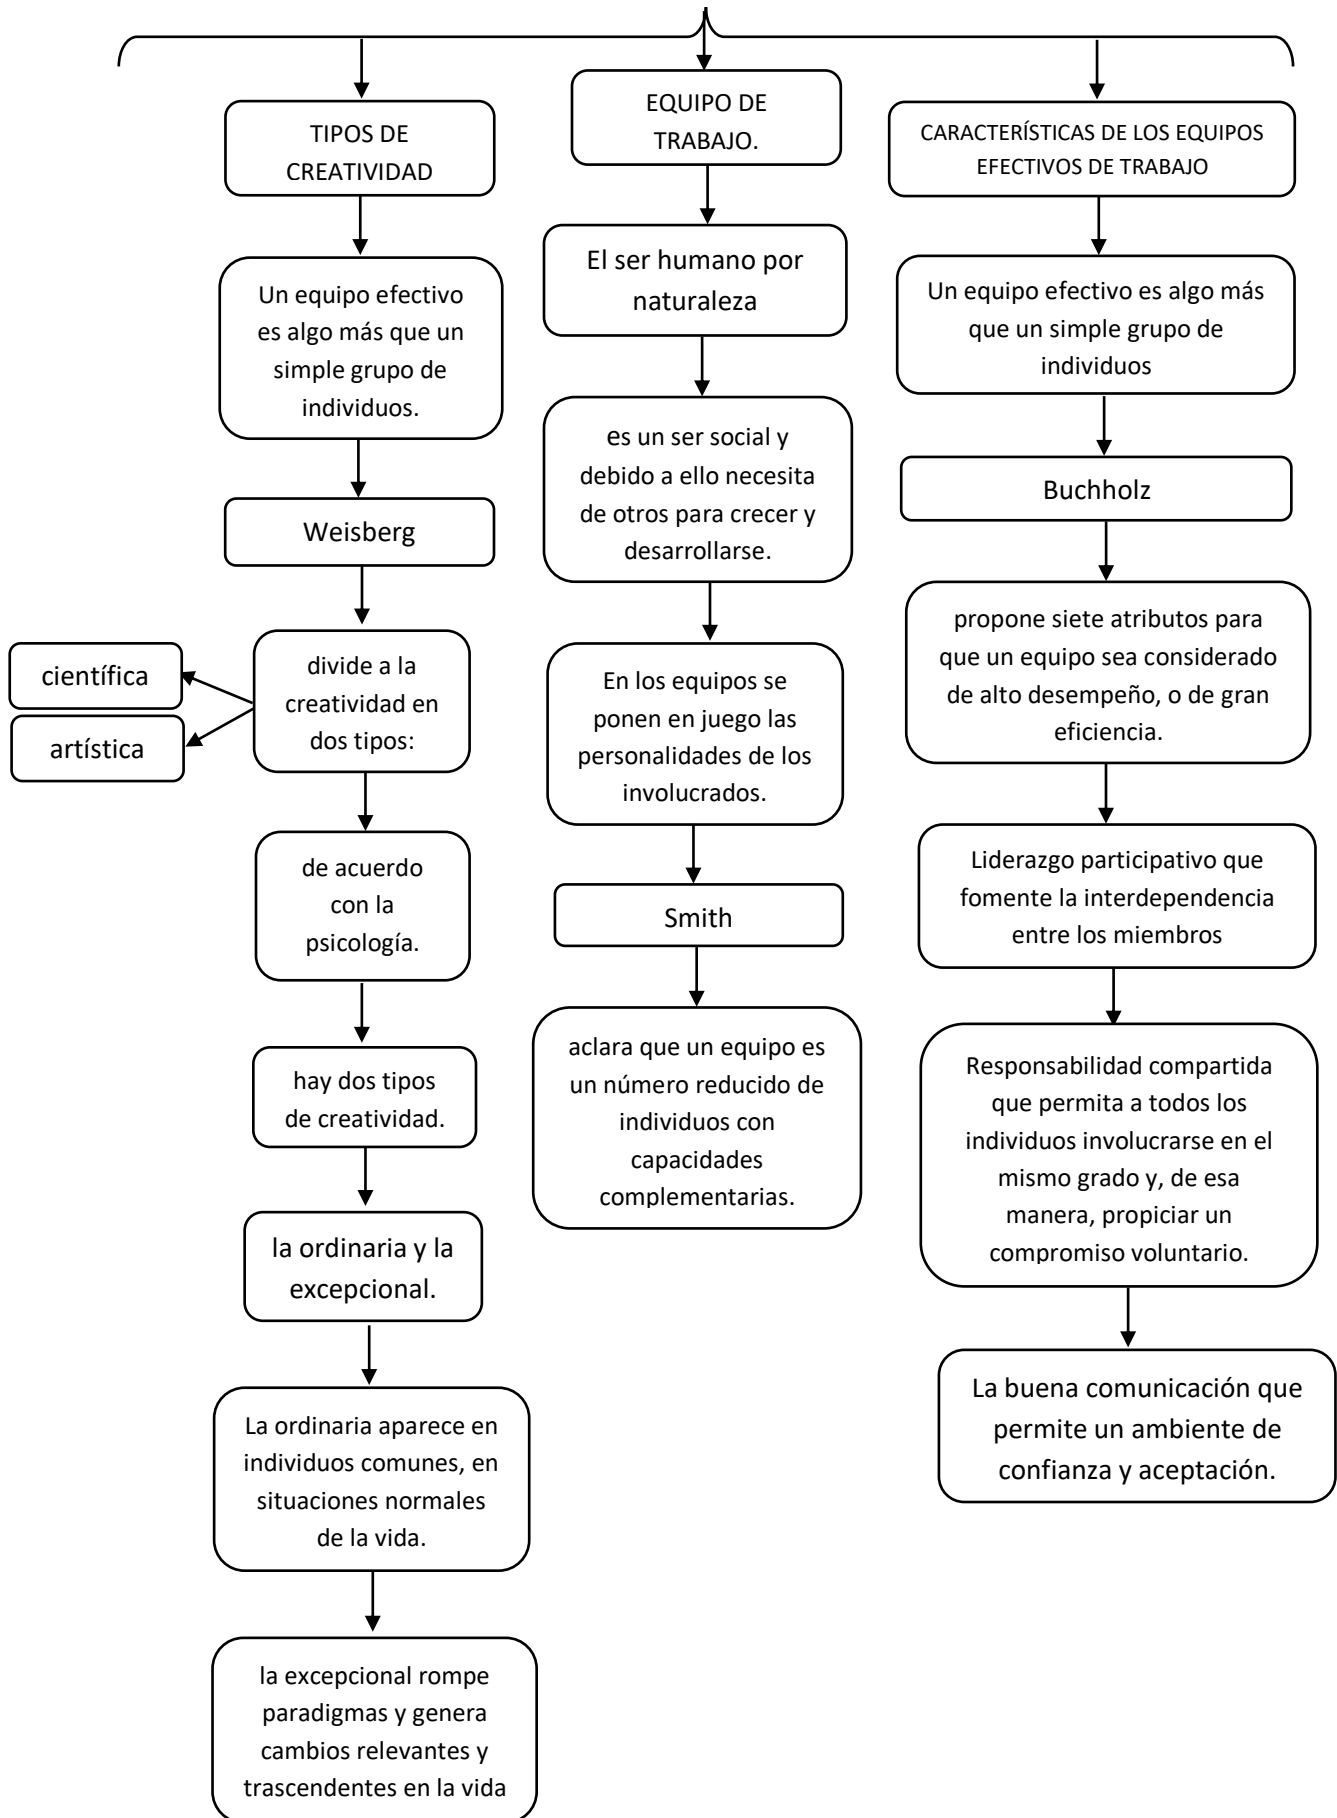 TIPOS DE
CREATIVIDAD
Un equipo efectivo
es algo más que un
simple grupo de
individuos.
Weisberg
divide a la
creatividad en
dos tipos:
científica
artística
de acuerdo
con la
psicología.
hay dos tipos
de creatividad.
la ordinaria y la
excepcional.
La ordinaria aparece en
individuos comunes, en
situaciones normales
de la vida.
la excepcional rompe
paradigmas y genera
cambios relevantes y
trascendentes en la vida
EQUIPO DE
TRABAJO.
El ser humano por
naturaleza
es un ser social y
debido a ello necesita
de otros para crecer y
desarrollarse.
En los equipos se
ponen en juego las
personalidades de los
involucrados.
Smith
aclara que un equipo es
un número reducido de
individuos con
capacidades
complementarias.
CARACTERÍSTICAS DE LOS EQUIPOS
EFECTIVOS DE TRABAJO
Un equipo efectivo es algo más
que un simple grupo de
individuos
Buchholz
propone siete atributos para
que un equipo sea considerado
de alto desempeño, o de gran
eficiencia.
Liderazgo participativo que
fomente la interdependencia
entre los miembros
Responsabilidad compartida
que permita a todos los
individuos involucrarse en el
mismo grado y, de esa
manera, propiciar un
compromiso voluntario.
La buena comunicación que
permite un ambiente de
confianza y aceptación.